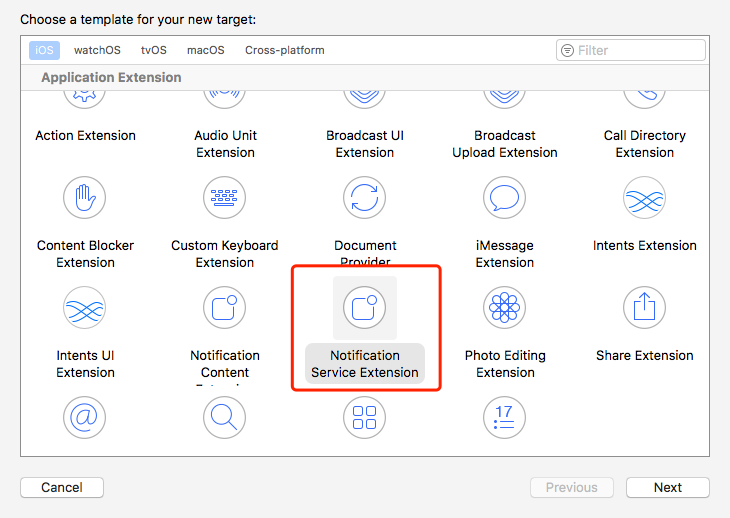 Choose a template for your new target:
iOS watchOS tvOS macOS Cross-platform Filter
Application Extension
Action Extension
Audio Unit
Extension
Broadcast UI
Extension
Broadcast
Upload Extension
Call Directory
Extension
Content Blocker
Extension
Custom Keyboard
Extension
Document
Provider
iMessage
Extension
Intents Extension
Intents UI
Extension
Notification
Content
Notification
Service Extension
Photo Editing
Extension
Share Extension
@
17
Cancel Previous Next